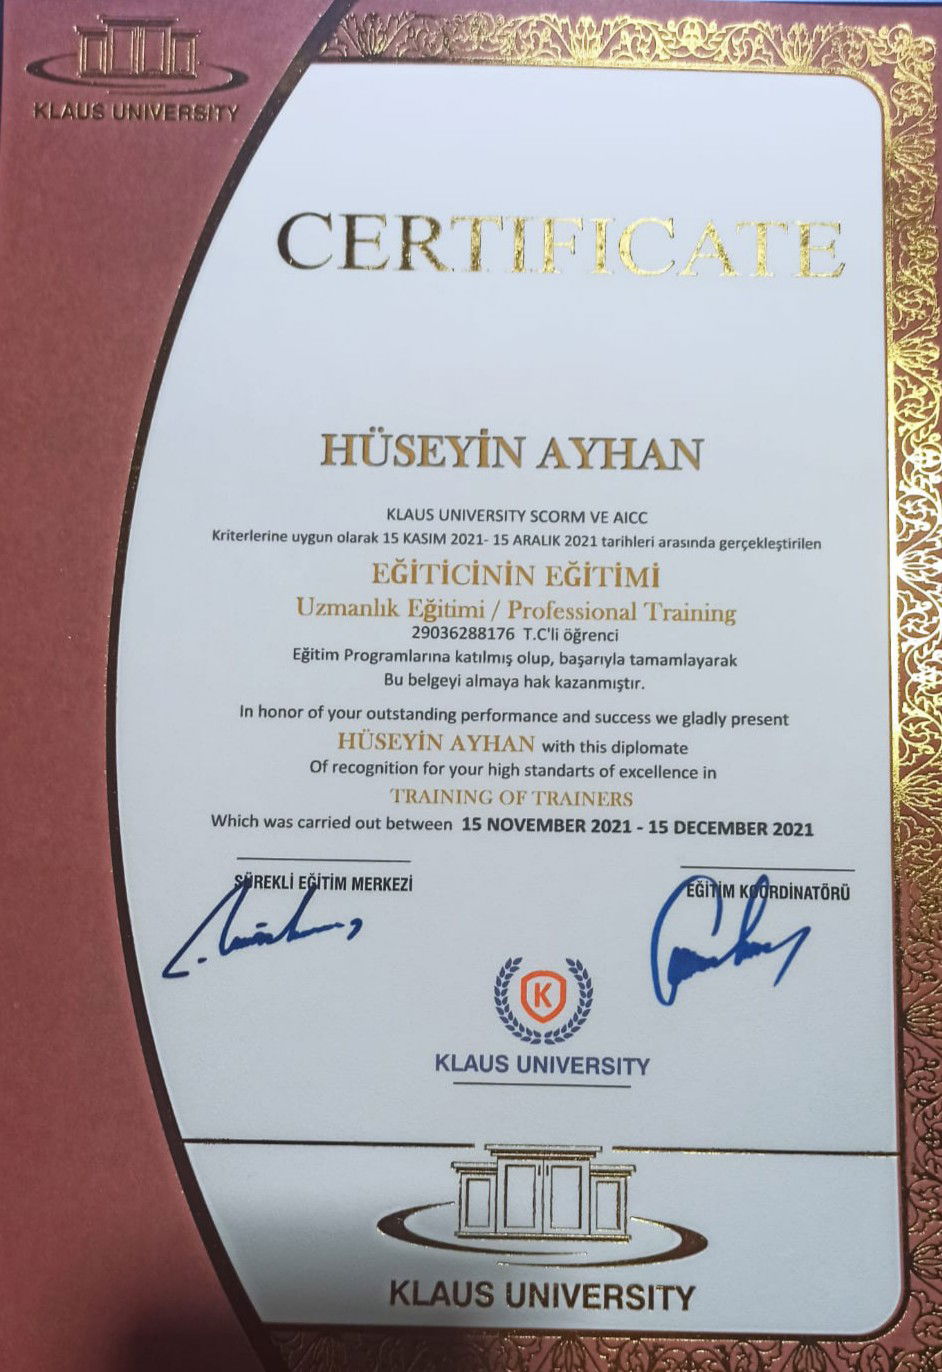 KLAUS UNIVERSITY
CERTIFICATE
HÜSEYİN AYHAN
KLAUS UNIVERSITY SCORM VE AICC
Kriterlerine uygun olarak 15 KASIM 2021- 15 ARALIK 2021 tarihleri arasında gerçekleştirilen
EĞİTİCİNİN EĞİTİMİ
Uzmanlık Eğitimi / Professional Training
29036288176 T.C'li öğrenci
Eğitim Programlarına katılmış olup, başarıyla tamamlayarak
Bu belgeyi almaya hak kazanmıştır.
In honor of your outstanding performance and success we gladly present
HÜSEYİN AYHAN with this diplomate
Of recognition for your high standarts of excellence in
TRAINING OF TRAINERS
Which was carried out between 15 NOVEMBER 2021 - 15 DECEMBER 2021
SÜREKLİ EĞİTİM MERKEZİ
EĞİTİM KOORDİNATÖRÜ
K
KLAUS UNIVERSITY
KLAUS UNIVERSITY